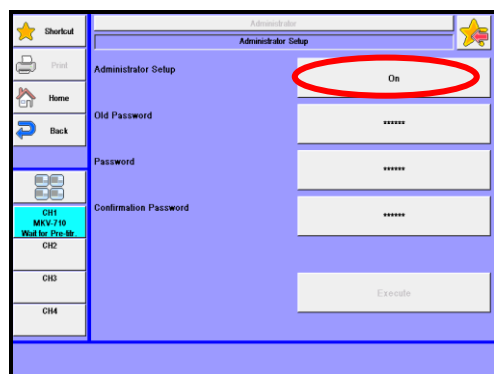 Shortcut
Administrator
Administrator Setup
Print
Administrator Setup
On
Home
Old Password
******
Back
Password
******
Confirmation Password
******
CH1
MKV-710
Wait for Pre-titr.
CH2
CH3
Execute
CH4